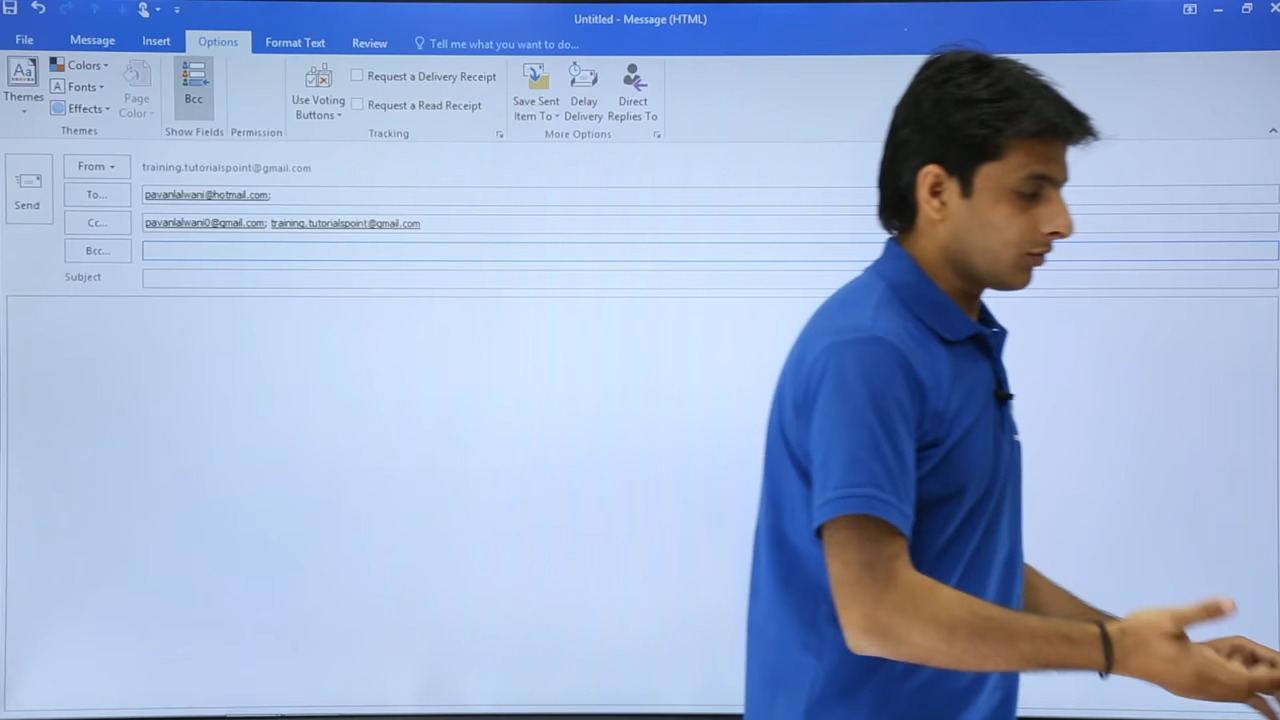 Untitled - Message (HTML)
File Message Insert Options Format Text Review Tell me what you want to do...
Aa Colors Request a Delivery Receipt
A Fonts
Themes Page Bcc Use Voting Save Sent Delay Direct
Effects Color Buttons Request a Read Receipt Item To Delivery Replies To
Themes Show Fields Permission Tracking More Options
From training.tutorialspoint@gmail.com
To... pavanlalwani@hotmail.com;
Send
Cc... pavanlalwani0@gmail.com; training.tutorialspoint@gmail.com
Bcc...
Subject